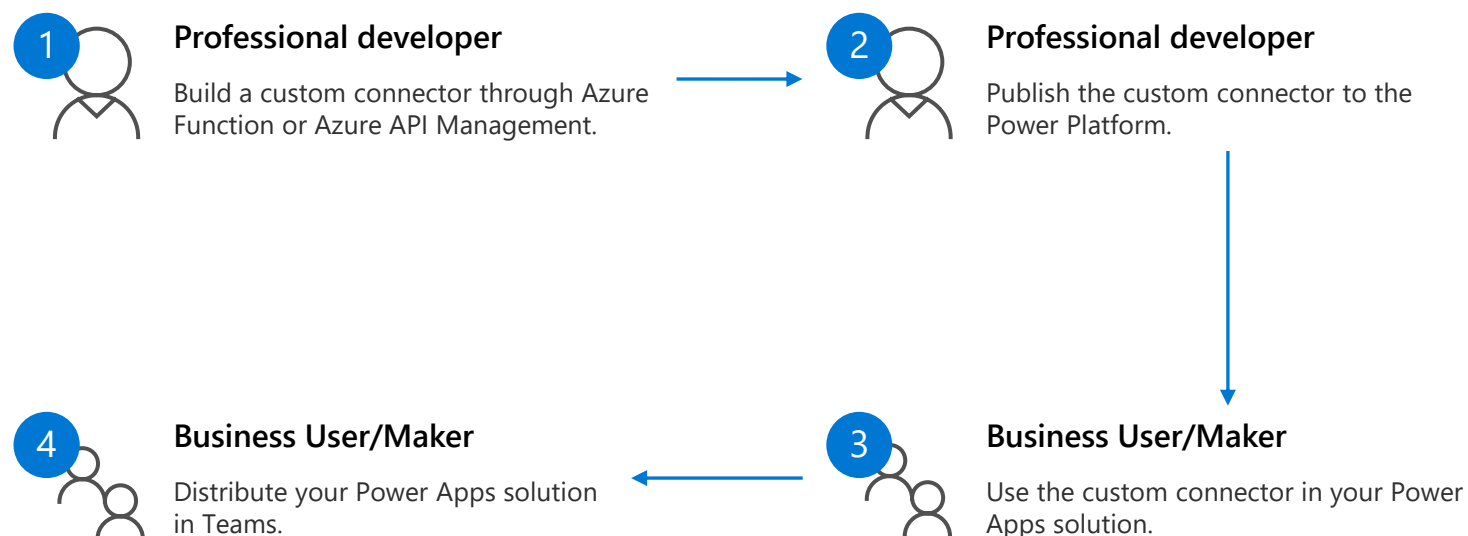 1
Professional developer
Build a custom connector through Azure
Function or Azure API Management.
2
Professional developer
Publish the custom connector to the
Power Platform.
3
Business User/Maker
Use the custom connector in your Power
Apps solution.
4
Business User/Maker
Distribute your Power Apps solution
in Teams.